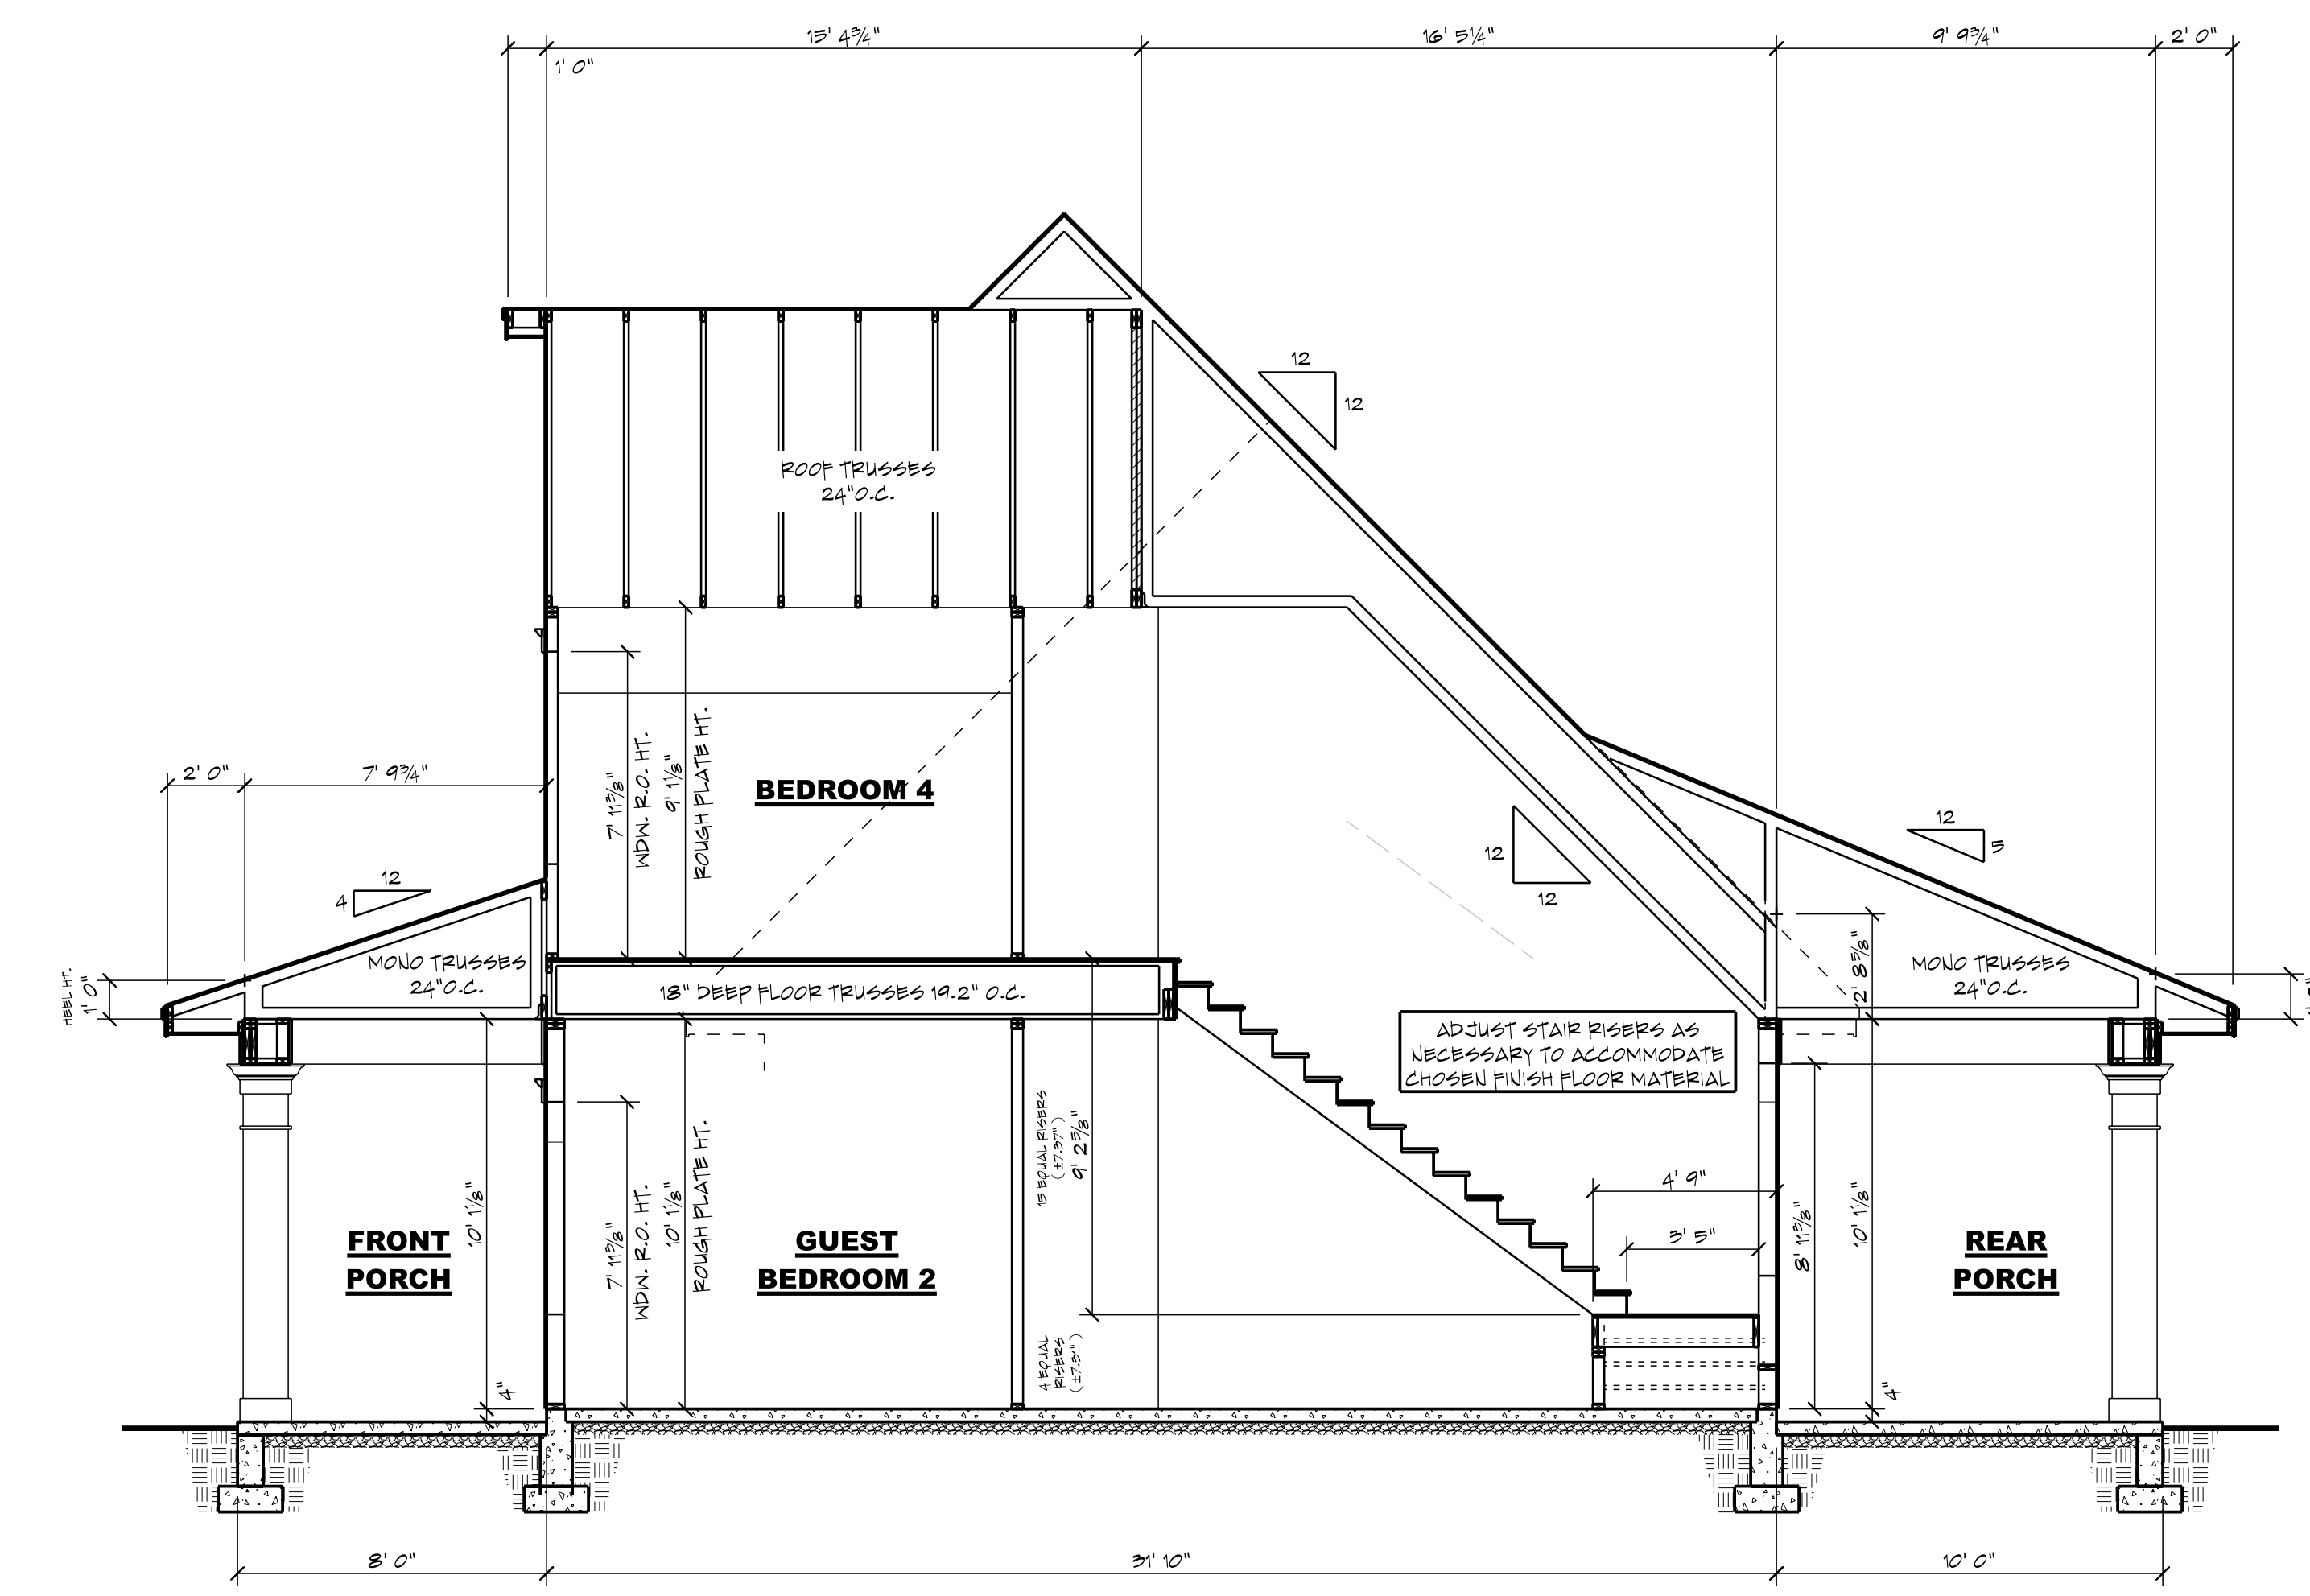 15' 4¾"
16' 5¼"
9' 9¾"
2' 0"
1' 0"
12
12
ROOF TRUSSES
24"O.C.
2' 0"
7' 9¾"
7' 11⅜"
WDW. R.O. HT.
9' 1⅛"
ROUGH PLATE HT.
BEDROOM 4
12
12
12
5
12
4
MONO TRUSSES
24"O.C.
HEEL HT.
1' 0"
18" DEEP FLOOR TRUSSES 19.2" O.C.
2' 8⅝"
MONO TRUSSES
24"O.C.
ADJUST STAIR RISERS AS
NECESSARY TO ACCOMMODATE
CHOSEN FINISH FLOOR MATERIAL
15 EQUAL RISERS
(±7.37")
9' 2⅝"
4' 9"
3' 5"
10' 1⅛"
FRONT
PORCH
7' 11⅜"
WDW. R.O. HT.
10' 1⅛"
ROUGH PLATE HT.
GUEST
BEDROOM 2
8' 11⅜"
10' 1⅛"
REAR
PORCH
4 EQUAL
RISERS
(±7.31")
4"
4"
8' 0"
31' 10"
10' 0"